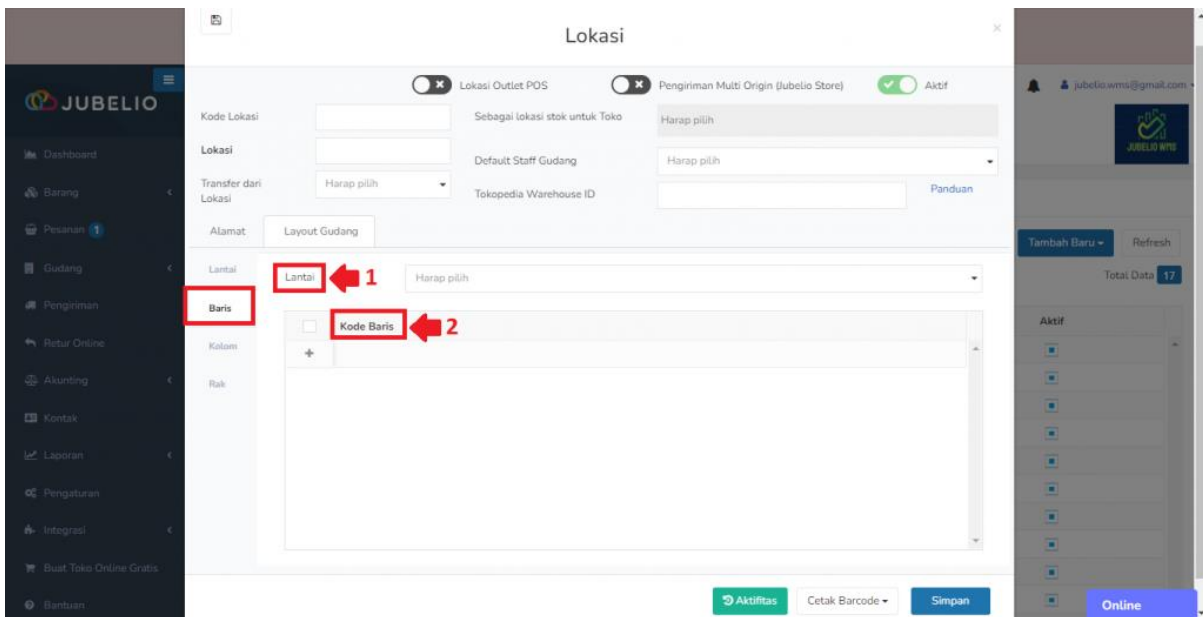 Lokasi
×
JUBELIO
Lokasi Outlet POS
Pengiriman Multi Origin (Jubelio Store)
Aktif
jubelio.wms@gmail.com
JUBELIO WMS
Kode Lokasi
Sebagai lokasi stok untuk Toko
Harap pilih
Lokasi
Default Staff Gudang
Harap pilih
Transfer dari Lokasi
Harap pilih
Tokopedia Warehouse ID
Panduan
Alamat
Layout Gudang
Lantai
Baris
Kolom
Rak
Lantai
1
Harap pilih
Kode Baris
2
+
Dashboard
Barang
Pesanan 1
Gudang
Pengiriman
Retur Online
Akunting
Kontak
Laporan
Pengaturan
Integrasi
Buat Toko Online Gratis
Bantuan
Tambah Baru
Refresh
Total Data 17
Aktif
Aktifitas
Cetak Barcode
Simpan
Online